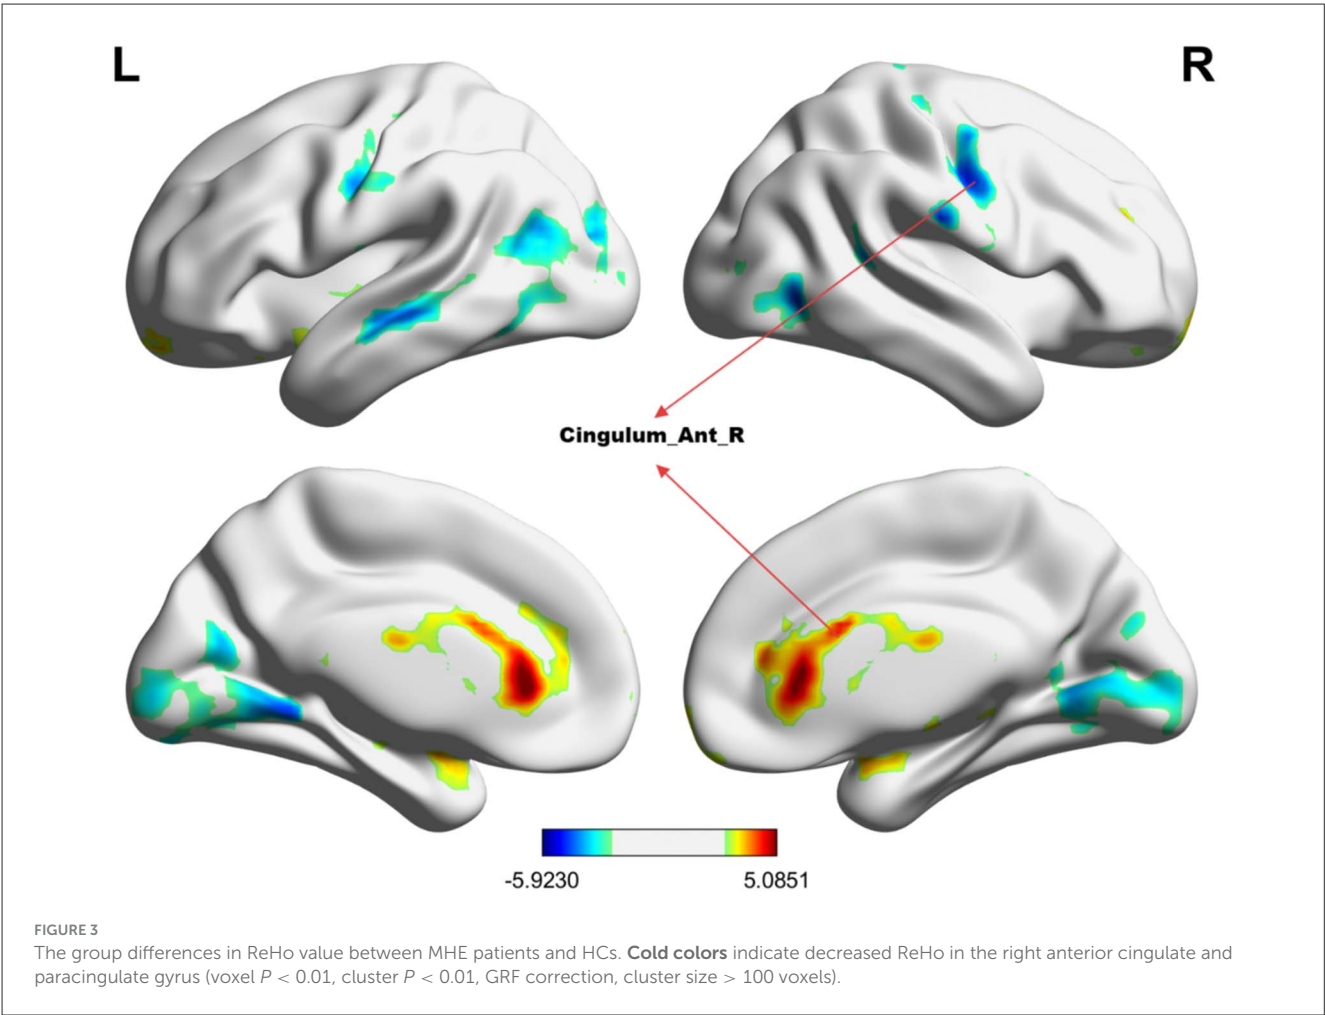 L
R
Cingulum_Ant_R
-5.9230
5.0851
FIGURE 3
The group differences in ReHo value between MHE patients and HCs. Cold colors indicate decreased ReHo in the right anterior cingulate and
paracingulate gyrus (voxel P < 0.01, cluster P < 0.01, GRF correction, cluster size > 100 voxels).